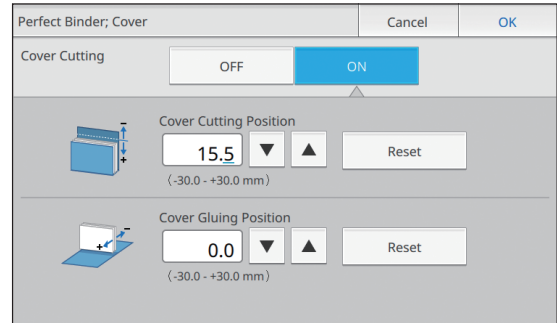 Perfect Binder; Cover Cancel OK
Cover Cutting OFF ON
Cover Cutting Position
15.5 ▼ ▲ Reset
(-30.0 - +30.0 mm)
Cover Gluing Position
0.0 ▼ ▲ Reset
(-30.0 - +30.0 mm)